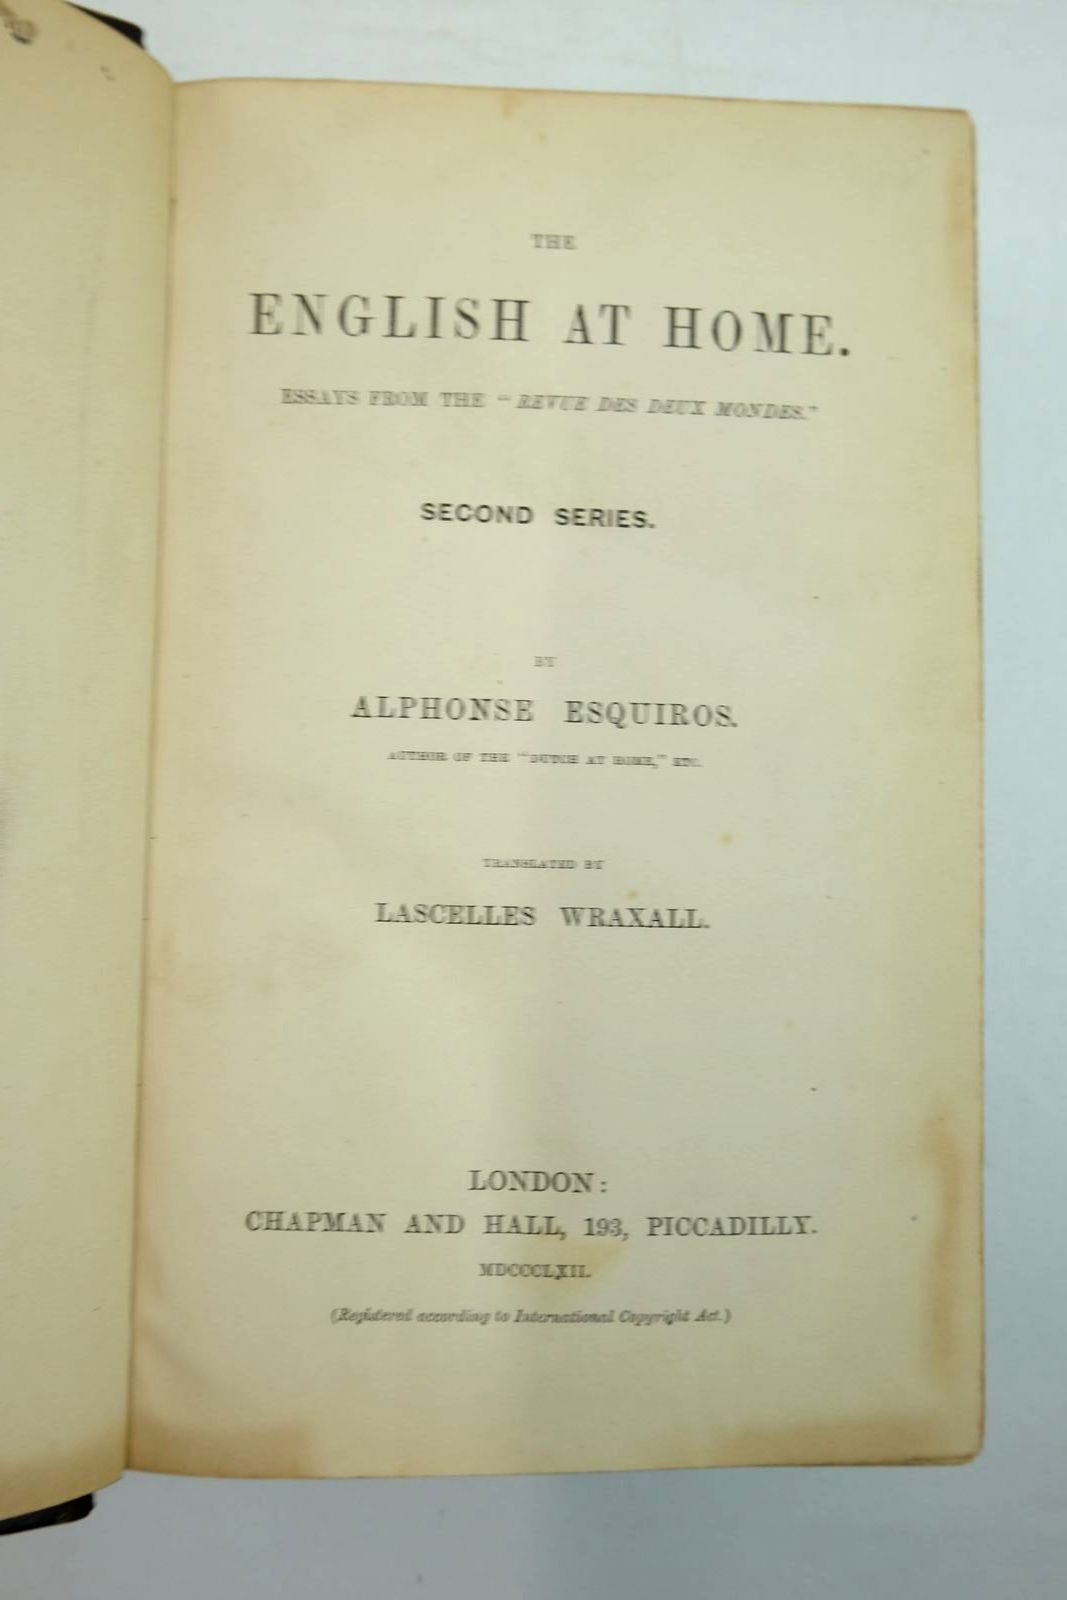 THE
ENGLISH AT HOME.
ESSAYS FROM THE "REVUE DES DEUX MONDES."
SECOND SERIES.
BY
ALPHONSE ESQUIROS.
AUTHOR OF THE "DUTCH AT HOME," ETC.
TRANSLATED BY
LASCELLES WRAXALL.
LONDON:
CHAPMAN AND HALL, 193, PICCADILLY.
MDCCCLXII.
(Registered according to International Copyright Act.)